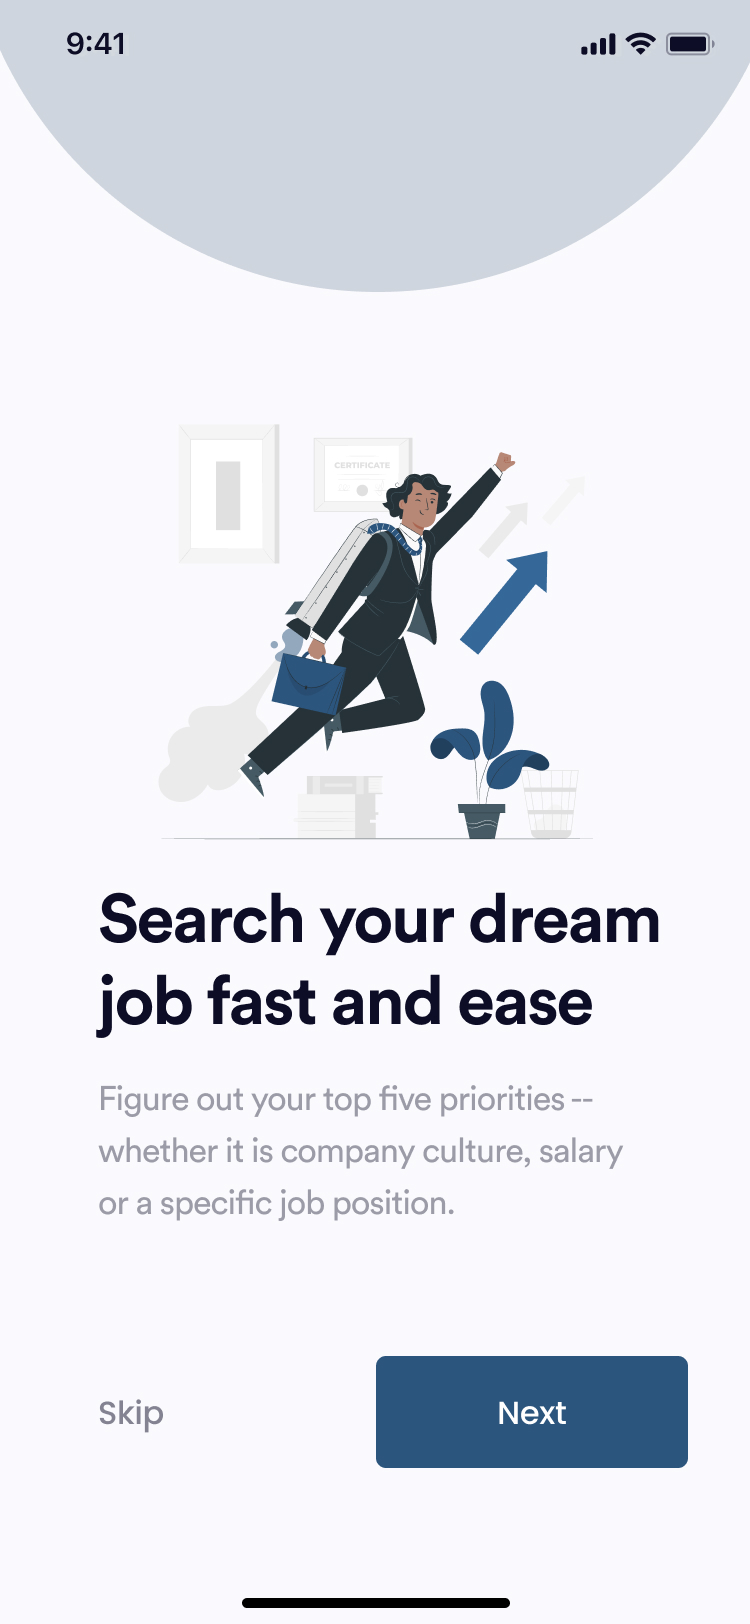 9:41
CERTIFICATE
Search your dream
job fast and ease
Figure out your top five priorities --
whether it is company culture, salary
or a specific job position.
Skip
Next